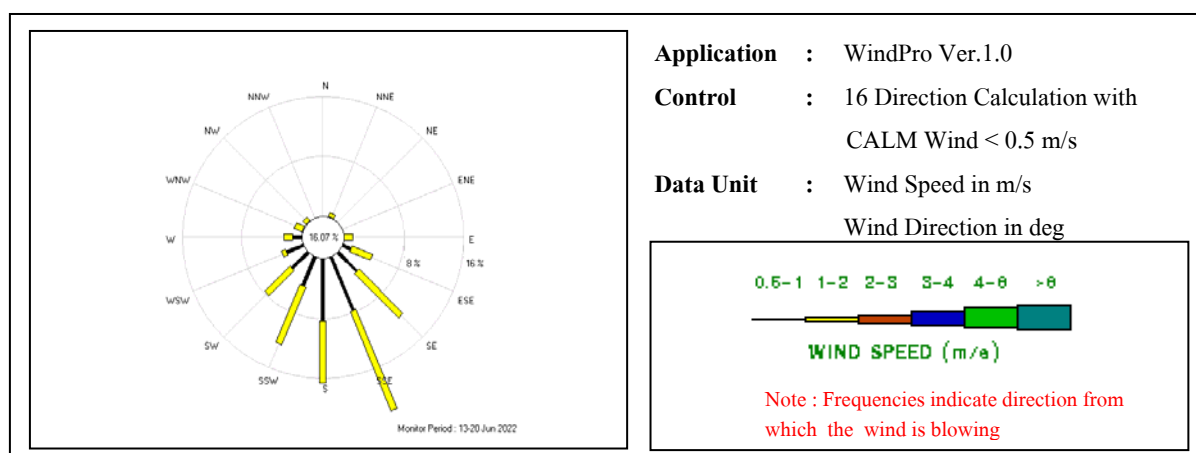 N
NNW
NNE
NW
NE
WNW
ENE
W
16.07 %
E
8 %
16 %
WSW
ESE
SW
SE
SSW
SSE
S
Monitor Period : 13-20 Jun 2022
Application : WindPro Ver.1.0
Control : 16 Direction Calculation with
CALM Wind < 0.5 m/s
Data Unit : Wind Speed in m/s
Wind Direction in deg
0.5-1 1-2 2-3 3-4 4-6 >6
WIND SPEED (m/s)
Note : Frequencies indicate direction from
which the wind is blowing